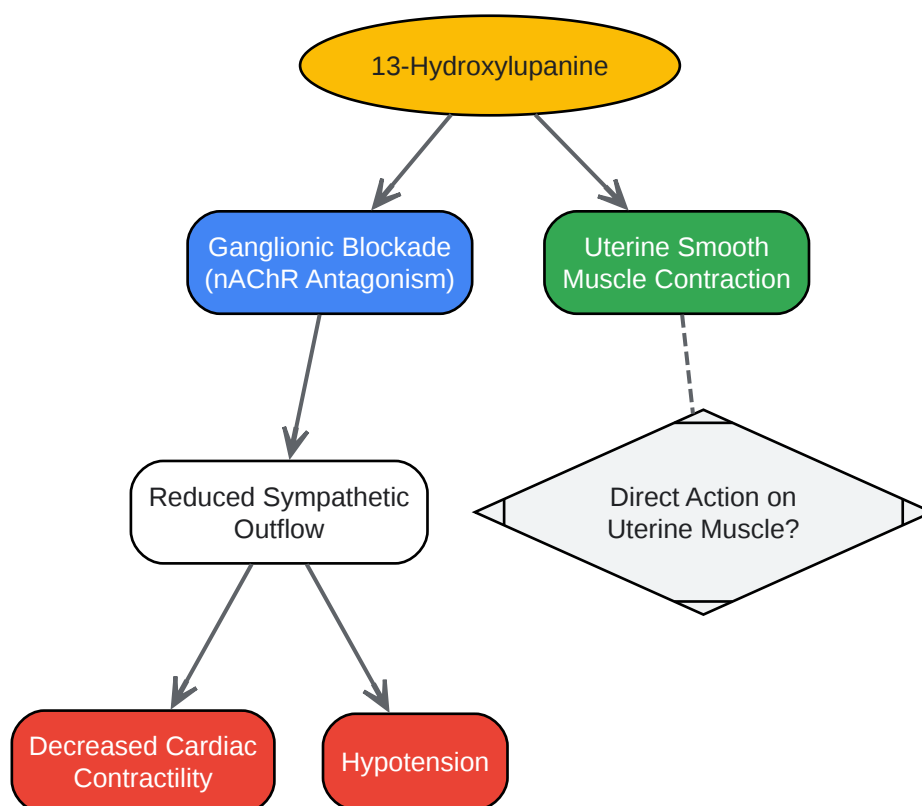 13-Hydroxylupanine
Ganglionic Blockade
(nAChR Antagonism)
Uterine Smooth
Muscle Contraction
Reduced Sympathetic
Outflow
Direct Action on
Uterine Muscle?
Decreased Cardiac
Contractility
Hypotension